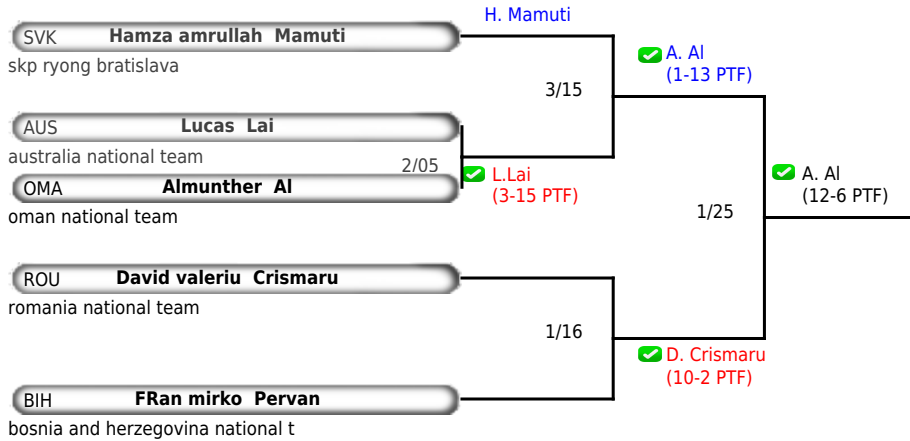 H. Mamuti
SVK Hamza amrullah Mamuti
skp ryong bratislava
A. Al
(1-13 PTF)
3/15
AUS Lucas Lai
australia national team
2/05
L.Lai
(3-15 PTF)
OMA Almunther Al
oman national team
A. Al
(12-6 PTF)
1/25
ROU David valeriu Crismaru
romania national team
1/16
D. Crismaru
(10-2 PTF)
BIH FRan mirko Pervan
bosnia and herzegovina national t